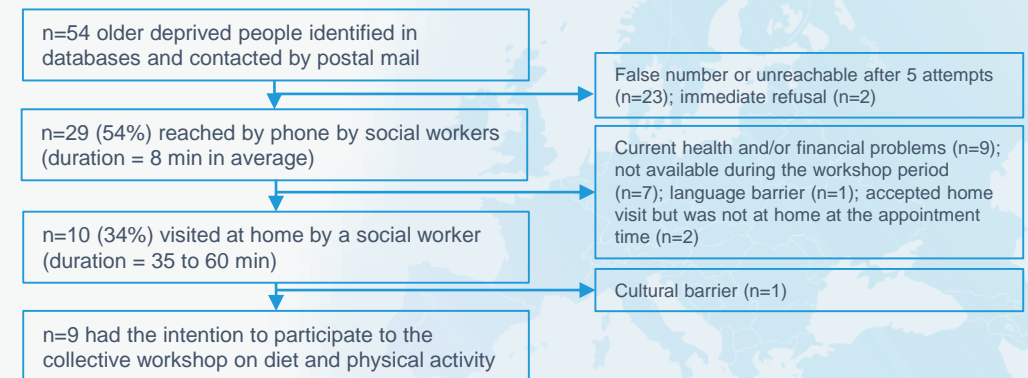 n=54 older deprived people identified in
databases and contacted by postal mail
False number or unreachable after 5 attempts
(n=23); immediate refusal (n=2)
n=29 (54%) reached by phone by social workers
(duration = 8 min in average)
Current health and/or financial problems (n=9);
not available during the workshop period
(n=7); language barrier (n=1); accepted home
visit but was not at home at the appointment
time (n=2)
n=10 (34%) visited at home by a social worker
(duration = 35 to 60 min)
Cultural barrier (n=1)
n=9 had the intention to participate to the
collective workshop on diet and physical activity